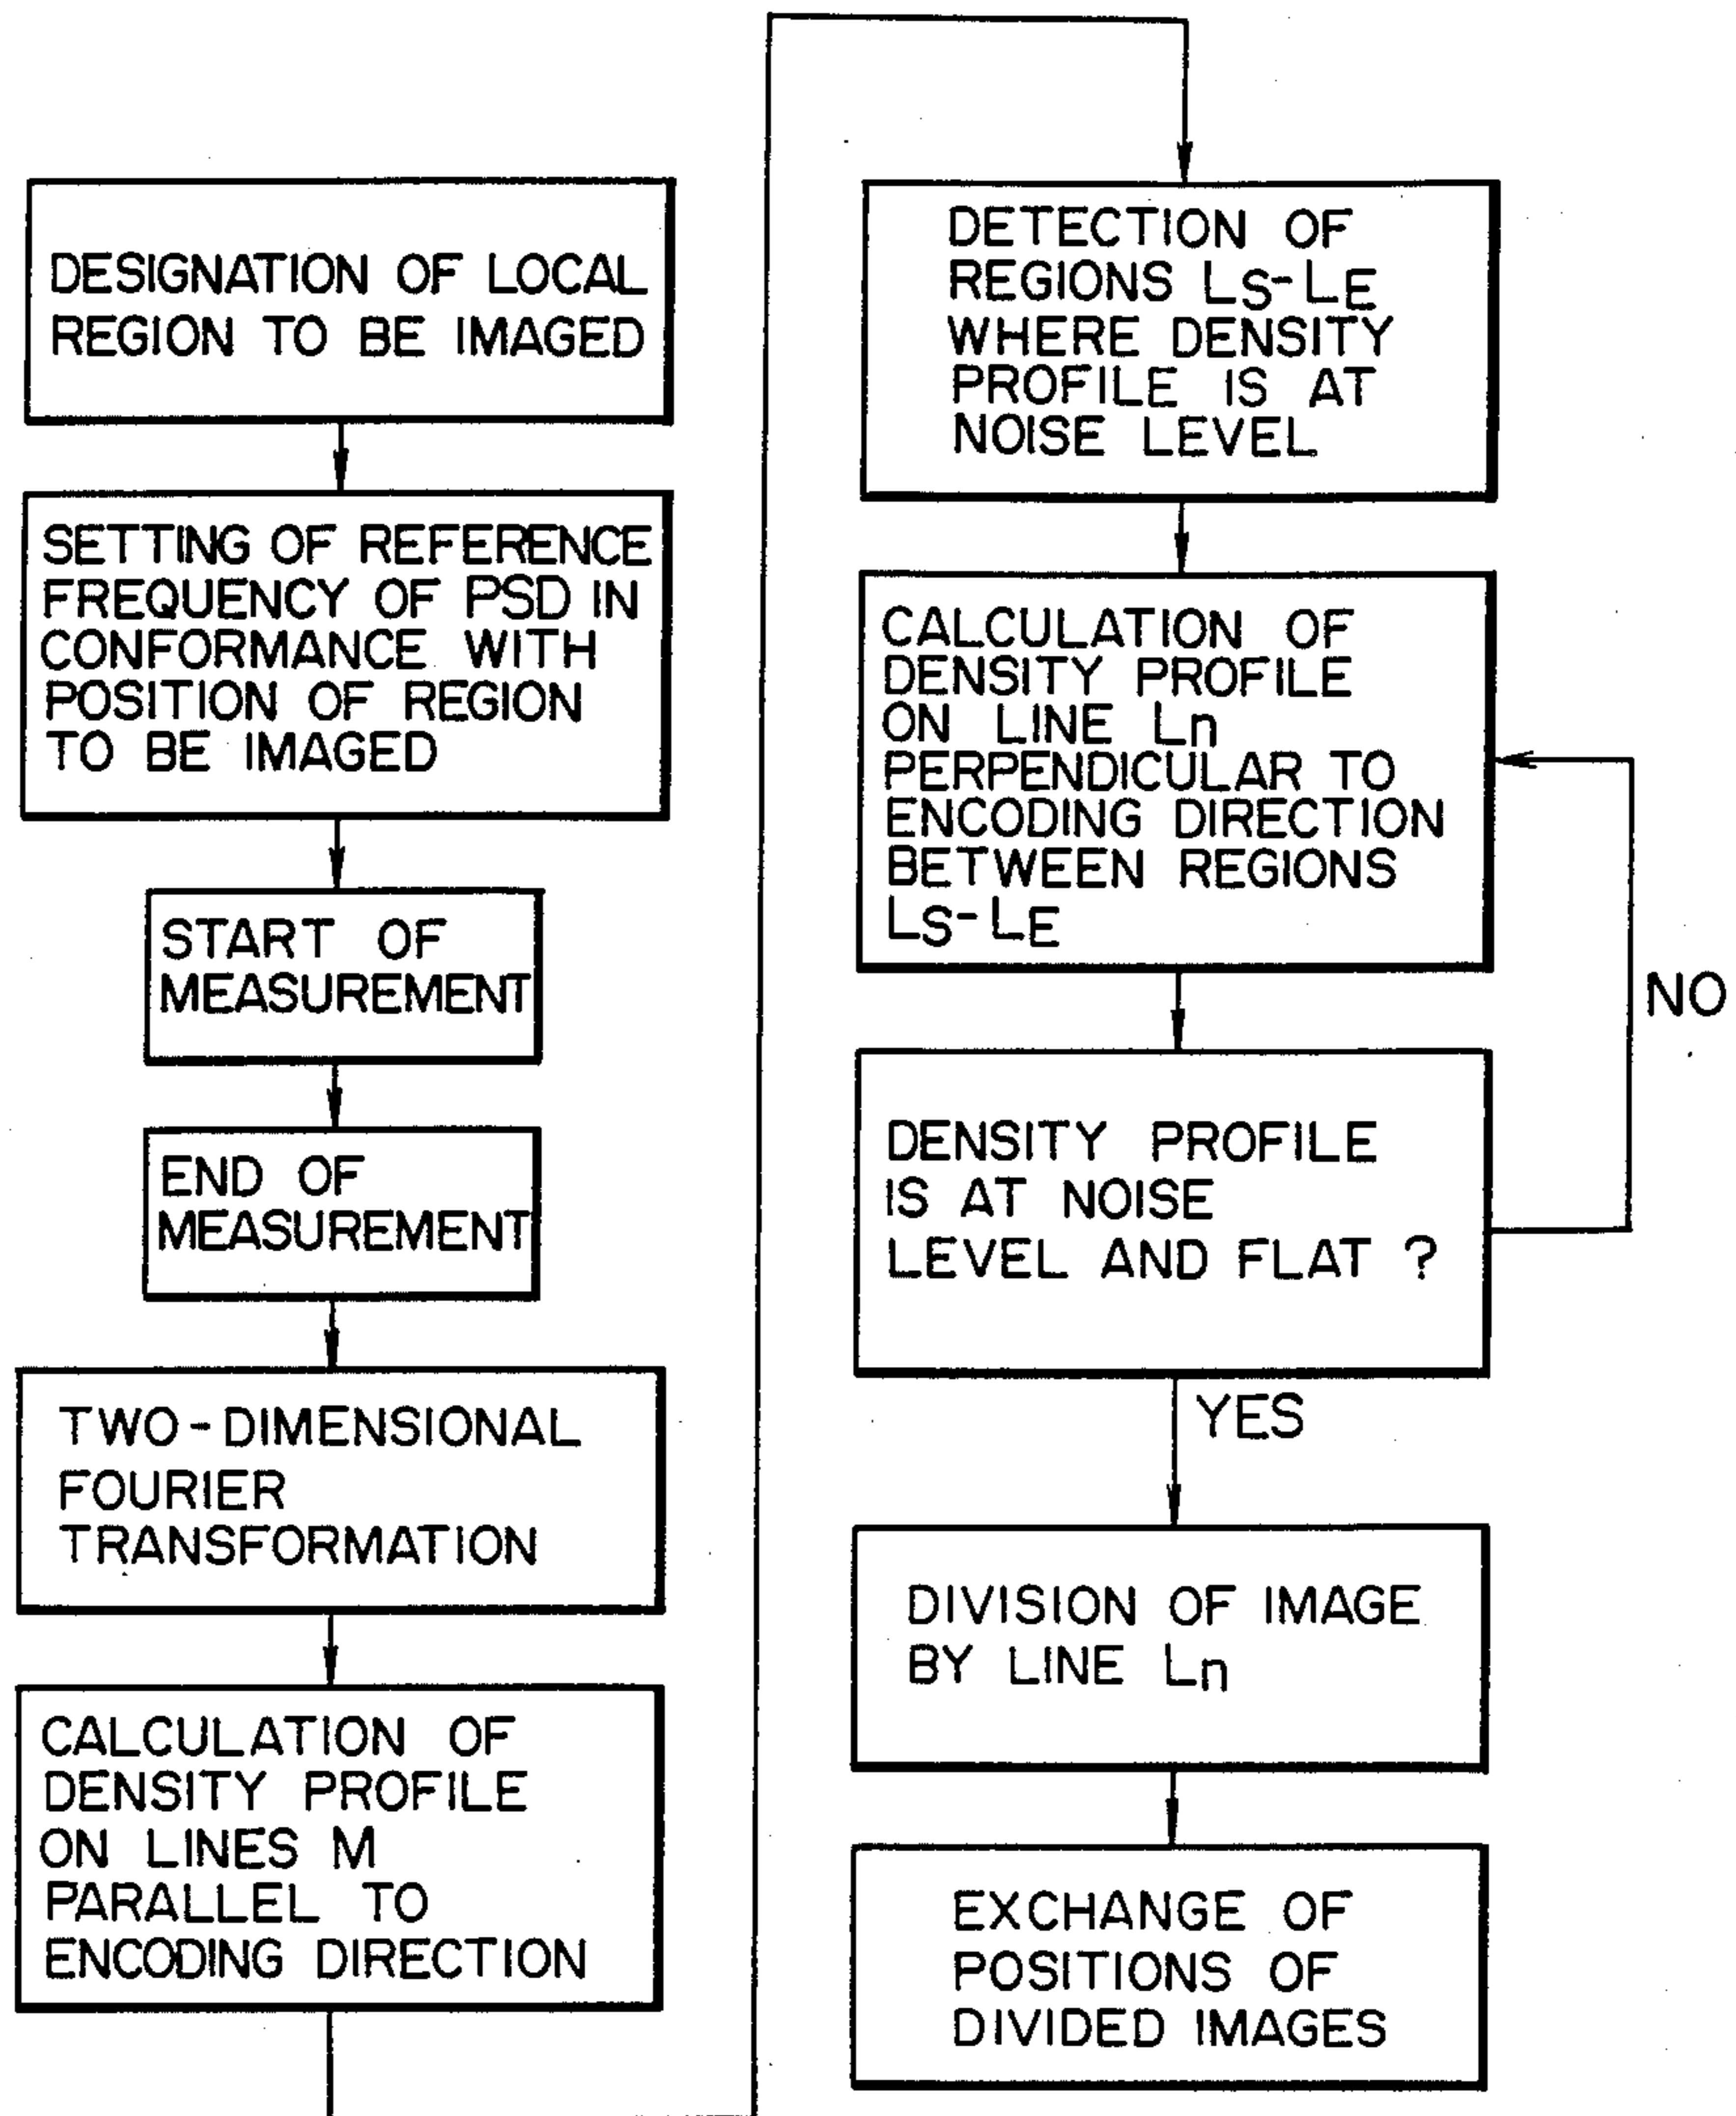 DESIGNATION OF LOCAL
REGION TO BE IMAGED
SETTING OF REFERENCE
FREQUENCY OF PSD IN
CONFORMANCE WITH
POSITION OF REGION
TO BE IMAGED
START OF
MEASUREMENT
END OF
MEASUREMENT
TWO-DIMENSIONAL
FOURIER
TRANSFORMATION
CALCULATION OF
DENSITY PROFILE
ON LINES M
PARALLEL TO
ENCODING DIRECTION
DETECTION OF
REGIONS LS-LE
WHERE DENSITY
PROFILE IS AT
NOISE LEVEL
CALCULATION OF
DENSITY PROFILE
ON LINE Ln
PERPENDICULAR TO
ENCODING DIRECTION
BETWEEN REGIONS
LS-LE
NO
DENSITY PROFILE
IS AT NOISE
LEVEL AND FLAT ?
YES
DIVISION OF IMAGE
BY LINE Ln
EXCHANGE OF
POSITIONS OF
DIVIDED IMAGES